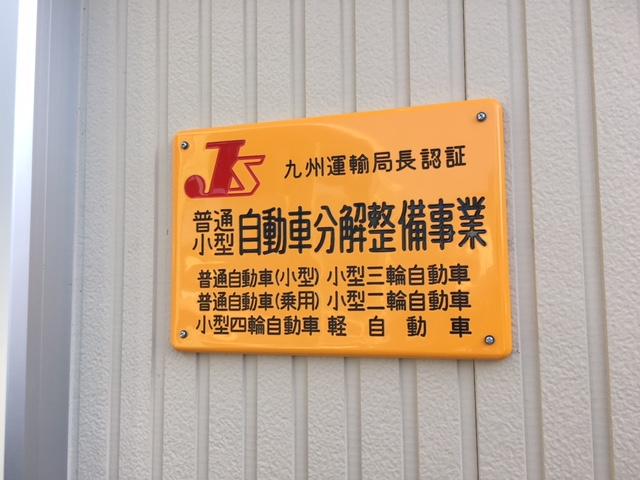 JS
九州運輸局長認証
普通
小型
自動車分解整備事業
普通自動車(小型) 小型三輪自動車
普通自動車(乗用) 小型二輪自動車
小型四輪自動車 軽自動車